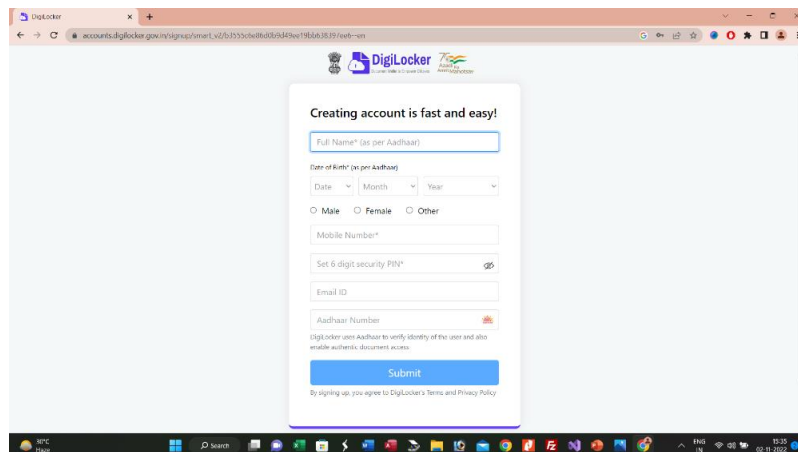 DigiLocker
accounts.digilocker.gov.in/signup/smart_v2/
DigiLocker
Azadi Ka
Amrit Mahotsav
Creating account is fast and easy!
Full Name* (as per Aadhaar)
Date of Birth* (as per Aadhaar)
Date Month Year
Male Female Other
Mobile Number*
Set 6 digit security PIN*
Email ID
Aadhaar Number
DigiLocker uses Aadhaar to verify identity of the user and also
enable authentic document access.
Submit
By signing up, you agree to DigiLocker's Terms and Privacy Policy
30°C
Haze
Search
ENG
IN
15:35
02-11-2022